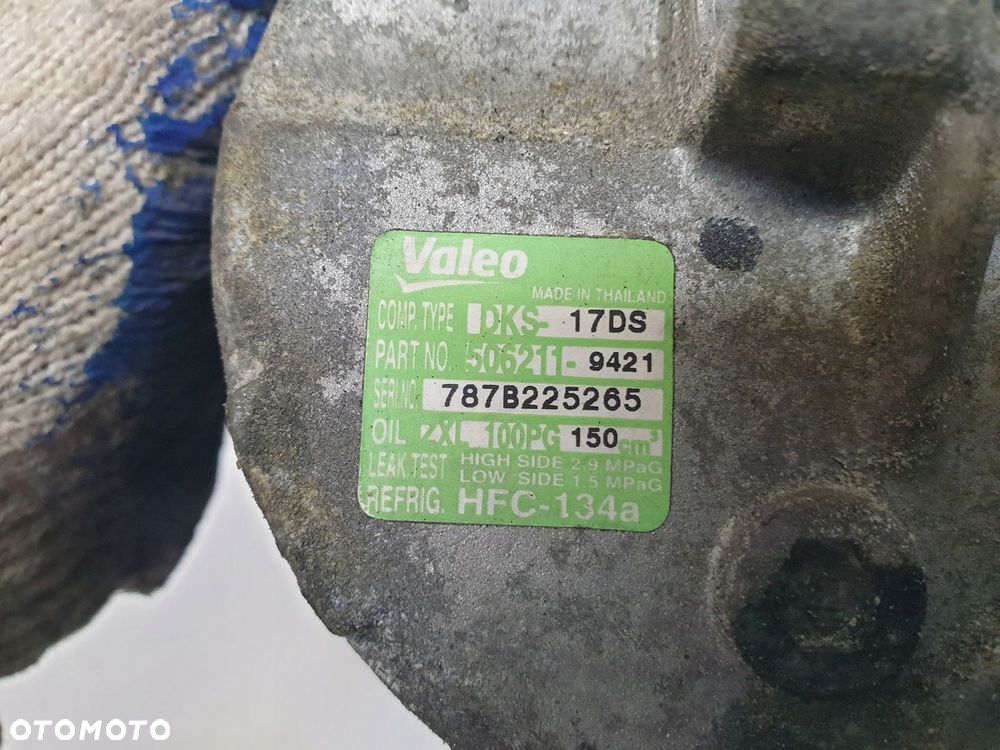 Valeo
MADE IN THAILAND
COMP. TYPE DKS- 17DS
PART NO. 506211- 9421
SERI.NO. 787B225265
OIL ZXL 100PG 150 cm³
LEAK.TEST HIGH SIDE 2.9 MPaG
LOW SIDE 1.5 MPaG
REFRIG. HFC-134a
OTOMOTO